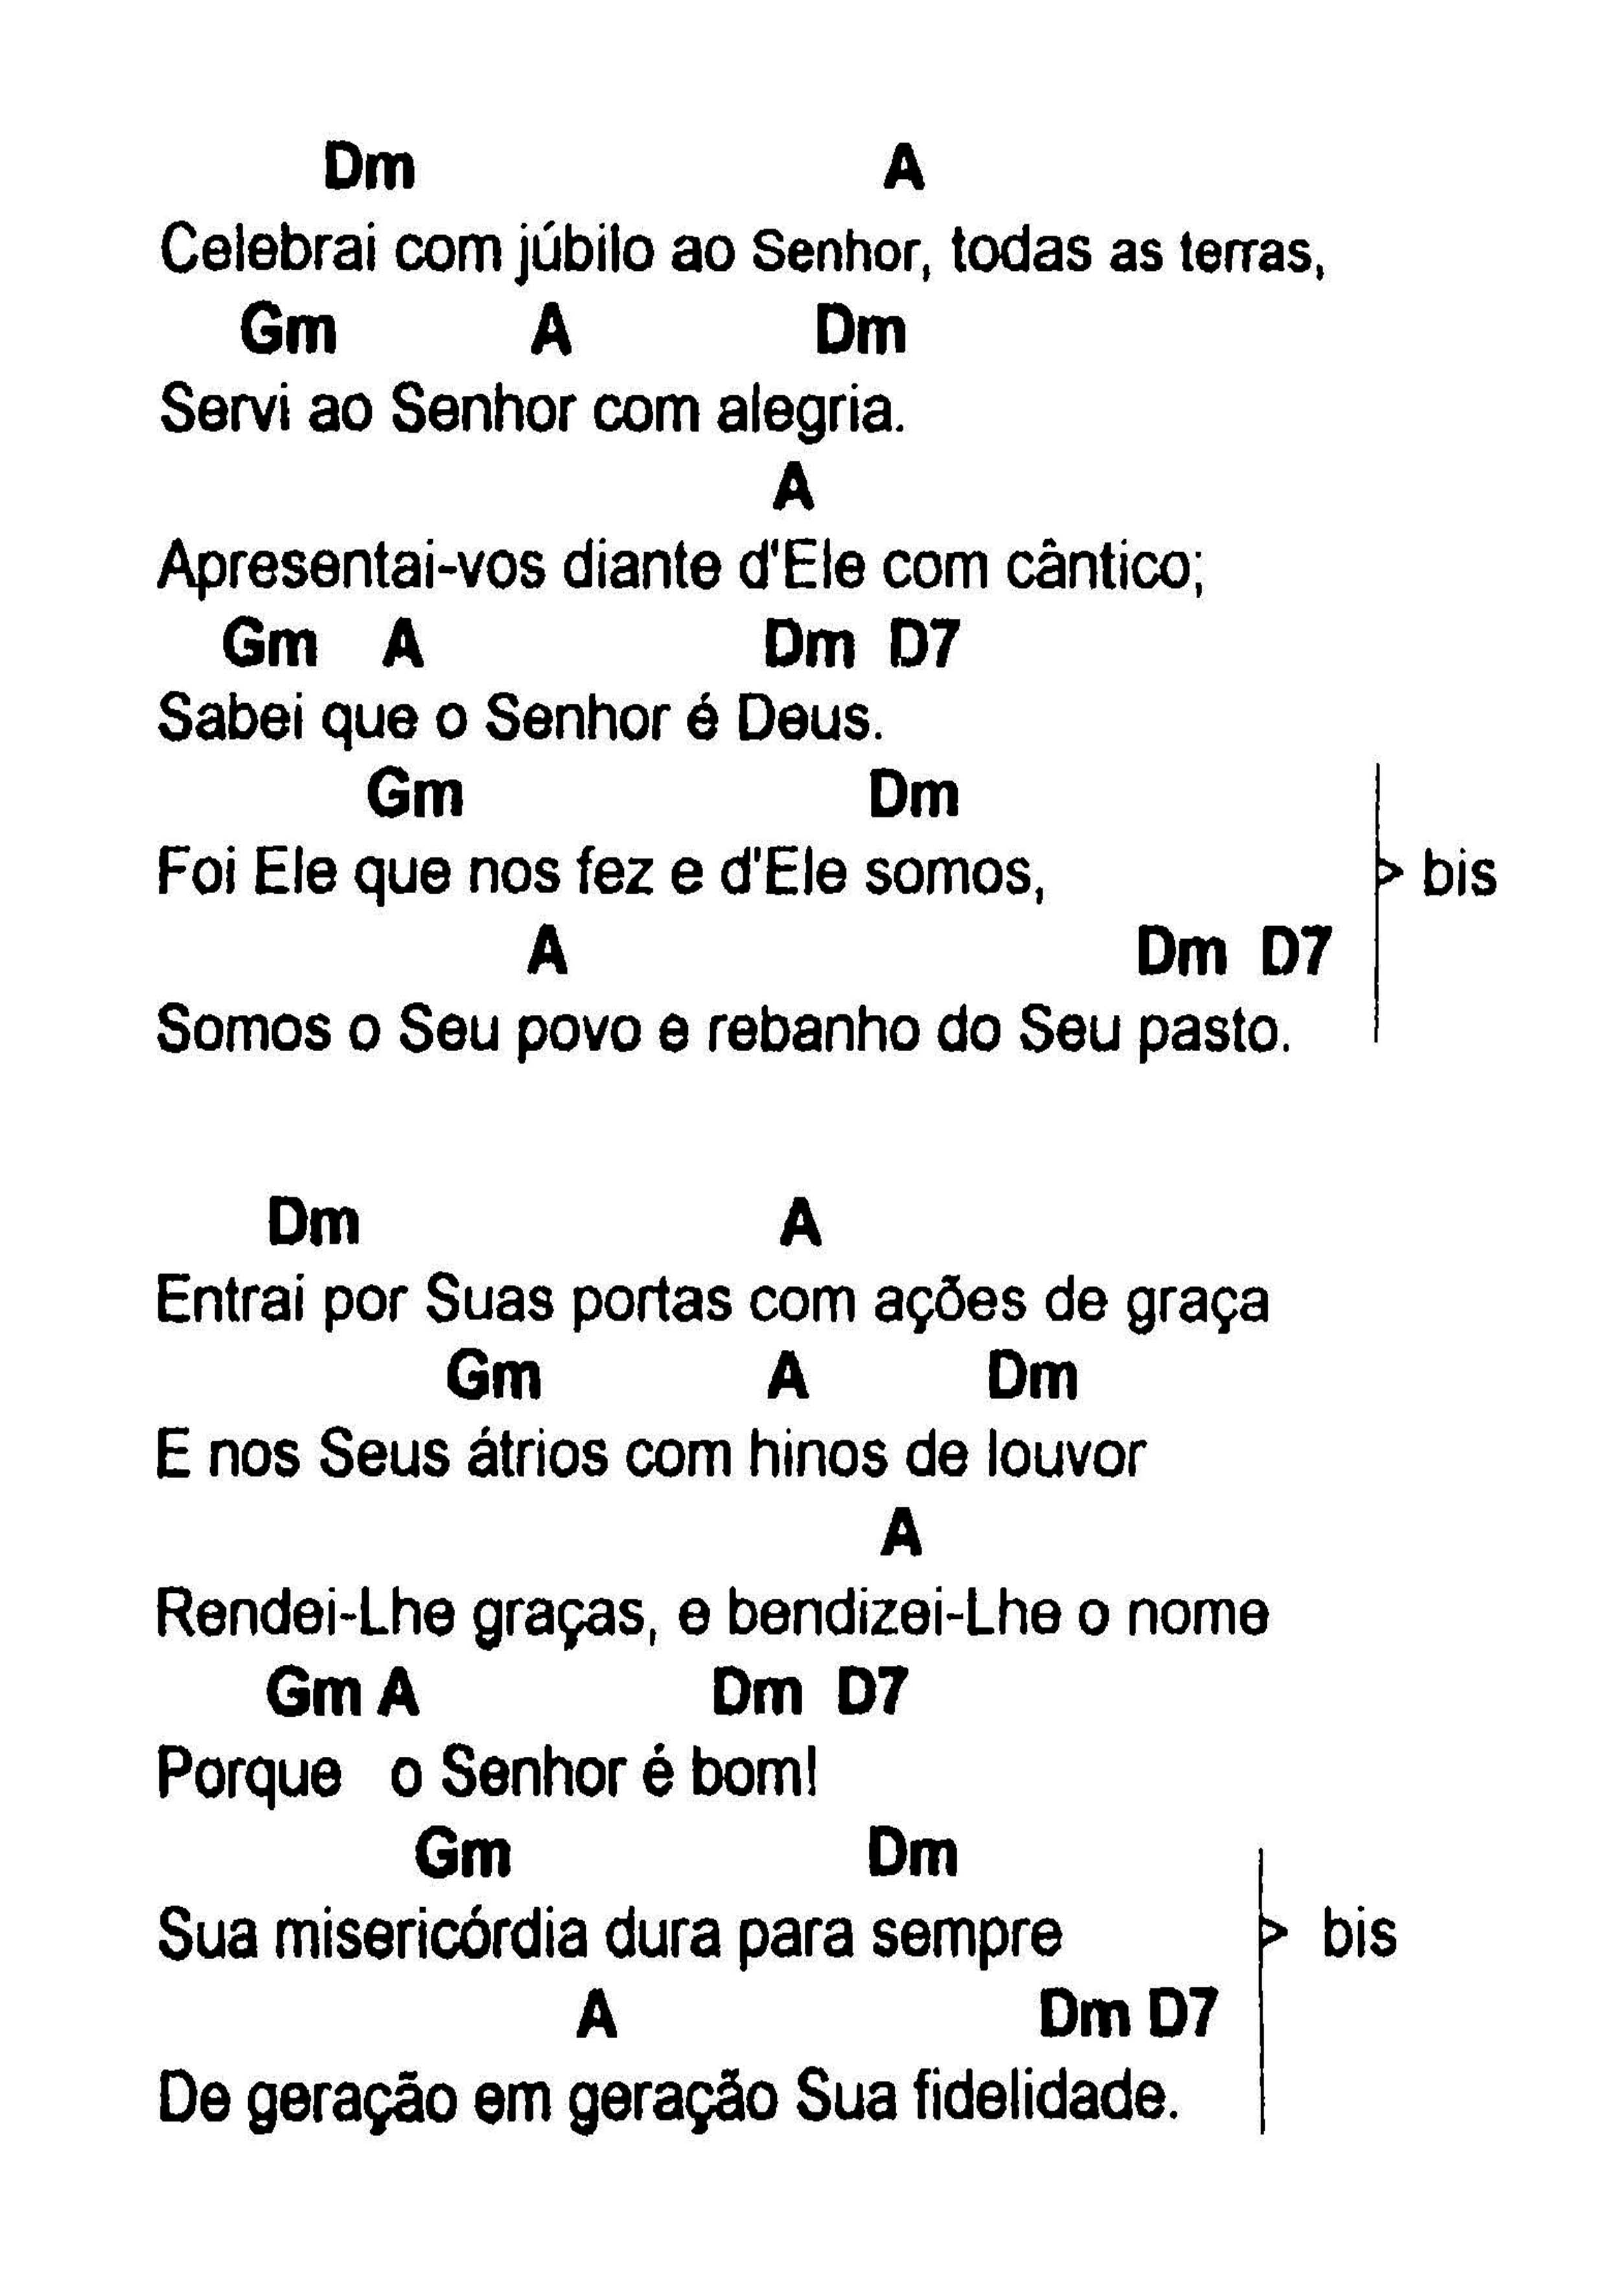 Dm A
Celebrai com júbilo ao Senhor, todas as terras,
Gm A Dm
Servi ao Senhor com alegria.
A
Apresentai-vos diante d'Ele com cântico;
Gm A Dm D7
Sabei que o Senhor é Deus.
Gm Dm
Foi Ele que nos fez e d'Ele somos,
> bis
A Dm D7
Somos o Seu povo e rebanho do Seu pasto.
Dm A
Entrai por Suas portas com ações de graça
Gm A Dm
E nos Seus átrios com hinos de louvor
A
Rendei-Lhe graças, e bendizei-Lhe o nome
Gm A Dm D7
Porque o Senhor é bom!
Gm Dm
Sua misericórdia dura para sempre
> bis
A Dm D7
De geração em geração Sua fidelidade.